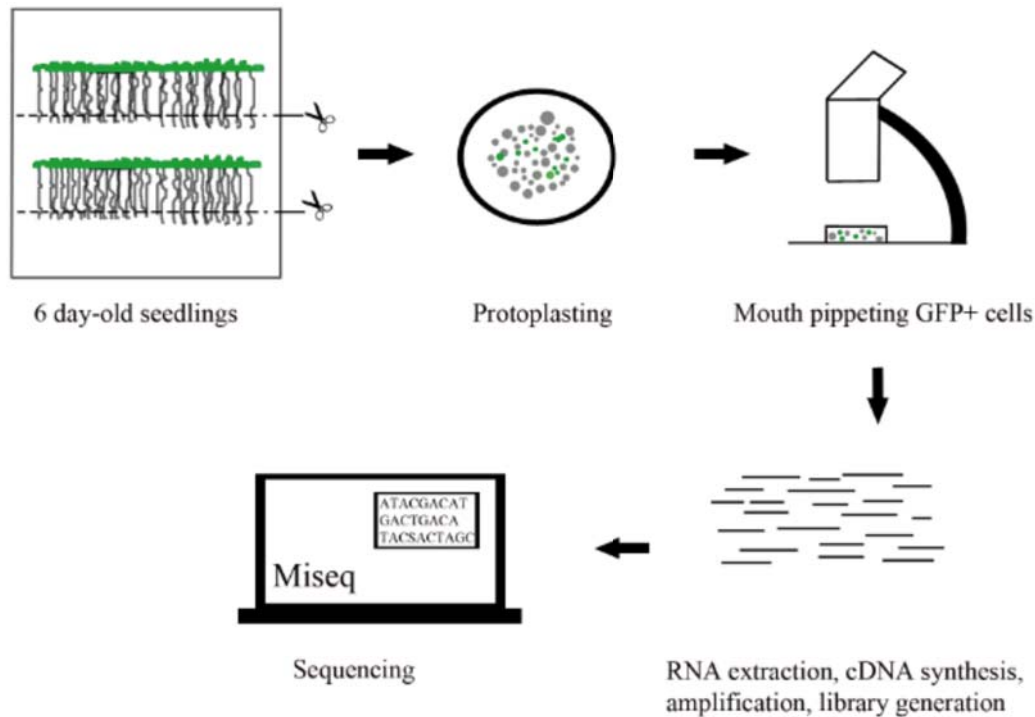 6 day-old seedlings
Protoplasting
Mouth pippeting GFP+ cells
ATACGACAT
GACTGACA
TACSACTAGC
Miseq
Sequencing
RNA extraction, cDNA synthesis,
amplification, library generation